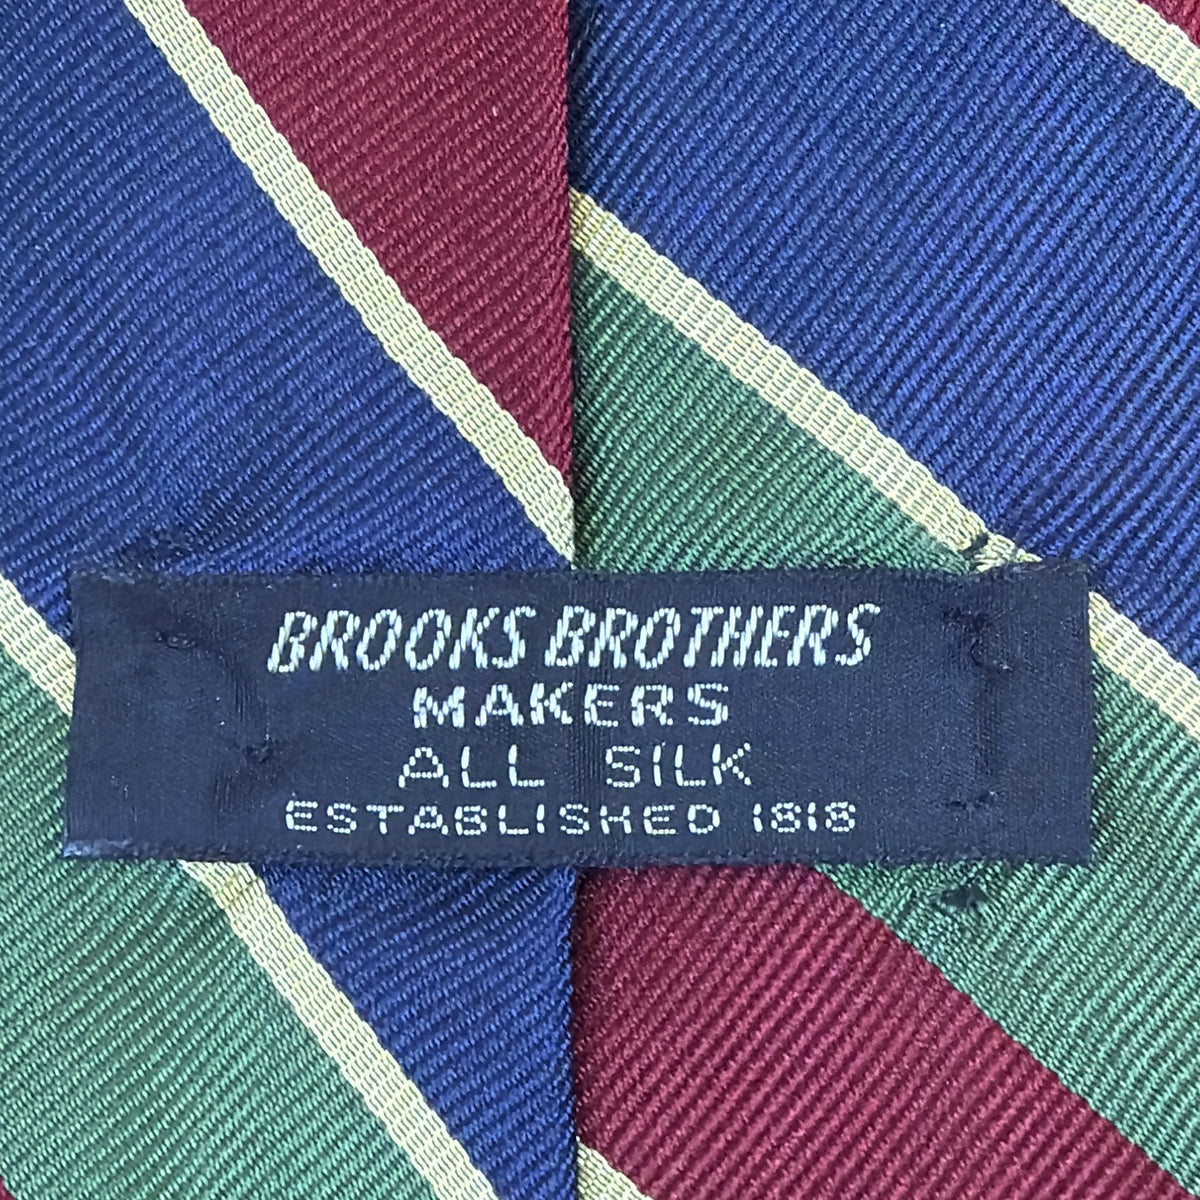 BROOKS BROTHERS
MAKERS
ALL SILK
ESTABLISHED 1818